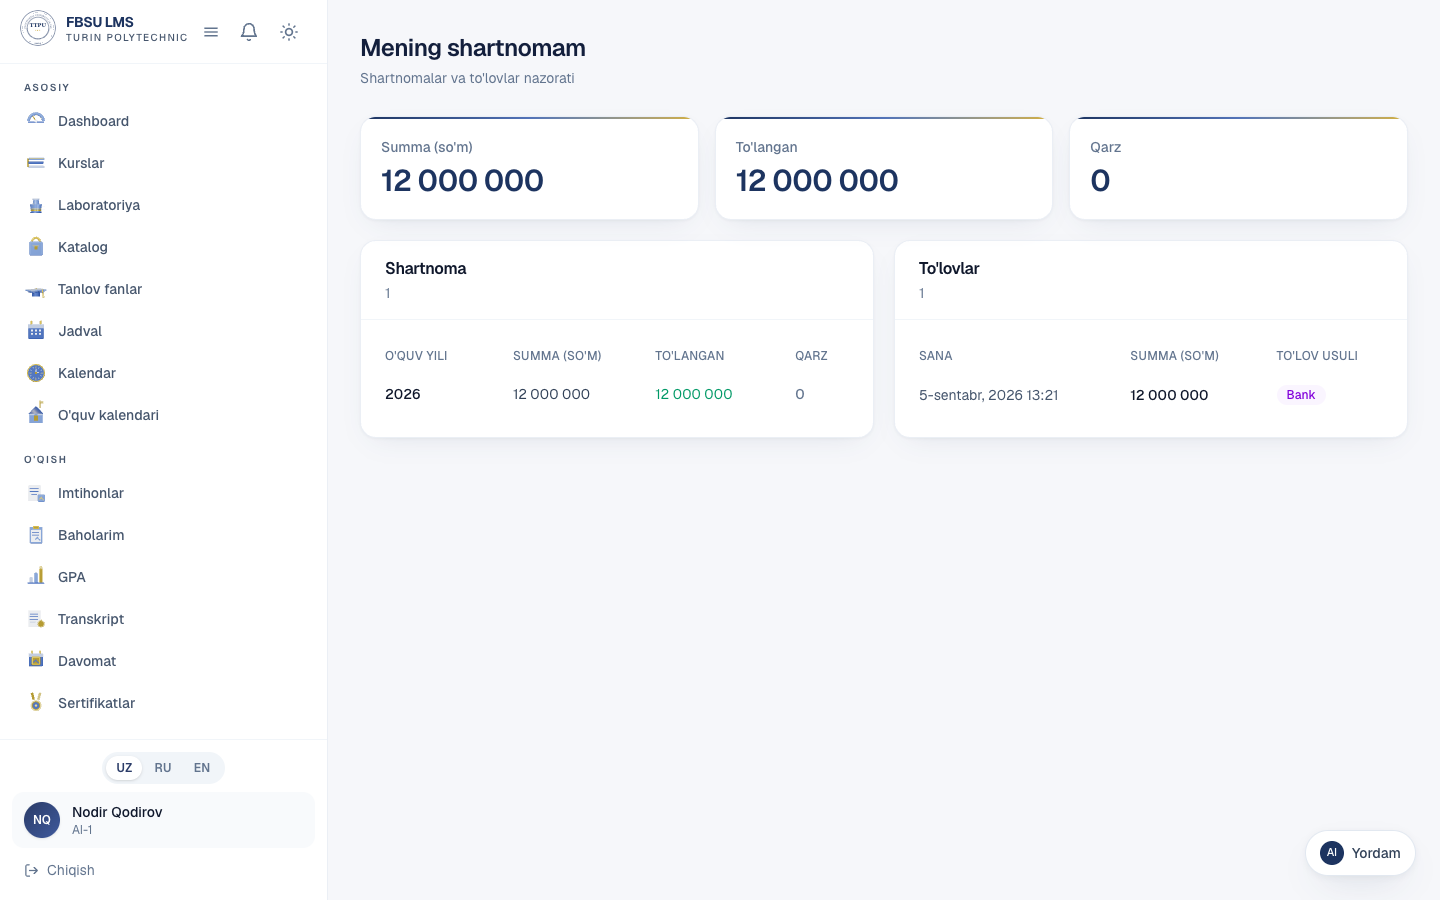 TTPU
FBSU LMS
TURIN POLYTECHNIC
ASOSIY
Dashboard
Kurslar
Laboratoriya
Katalog
Tanlov fanlar
Jadval
Kalendar
O'quv kalendari
O'QISH
Imtihonlar
Baholarim
GPA
Transkript
Davomat
Sertifikatlar
UZ RU EN
NQ
Nodir Qodirov
AI-1
Chiqish
Mening shartnomam
Shartnomalar va to'lovlar nazorati
Summa (so'm)
12 000 000
To'langan
12 000 000
Qarz
0
Shartnoma
1
O'QUV YILI SUMMA (SO'M) TO'LANGAN QARZ
2026 12 000 000 12 000 000 0
To'lovlar
1
SANA SUMMA (SO'M) TO'LOV USULI
5-sentabr, 2026 13:21 12 000 000 Bank
AI Yordam